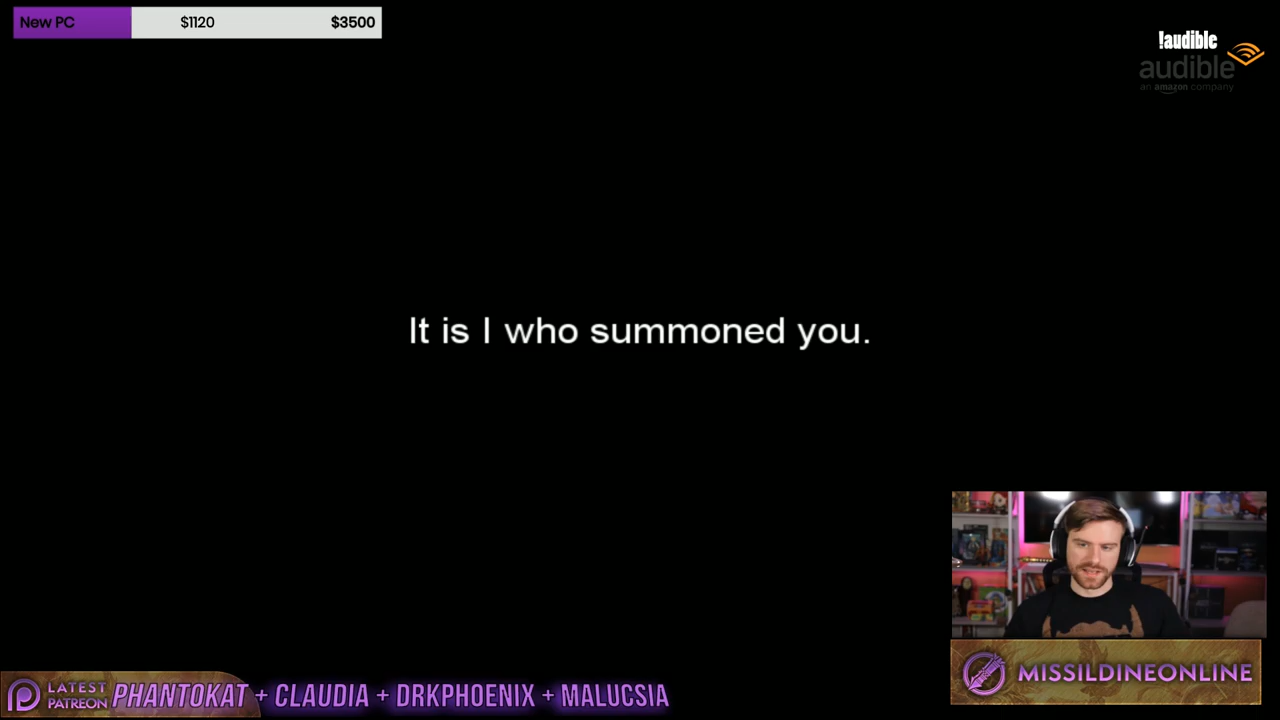 New PC $1120 $3500
!audible
audible
an amazon company
It is I who summoned you.
LATEST PATREON PHANTOKAT + CLAUDIA + DRKPHOENIX + MALUCSIA
MISSILDINEONLINE